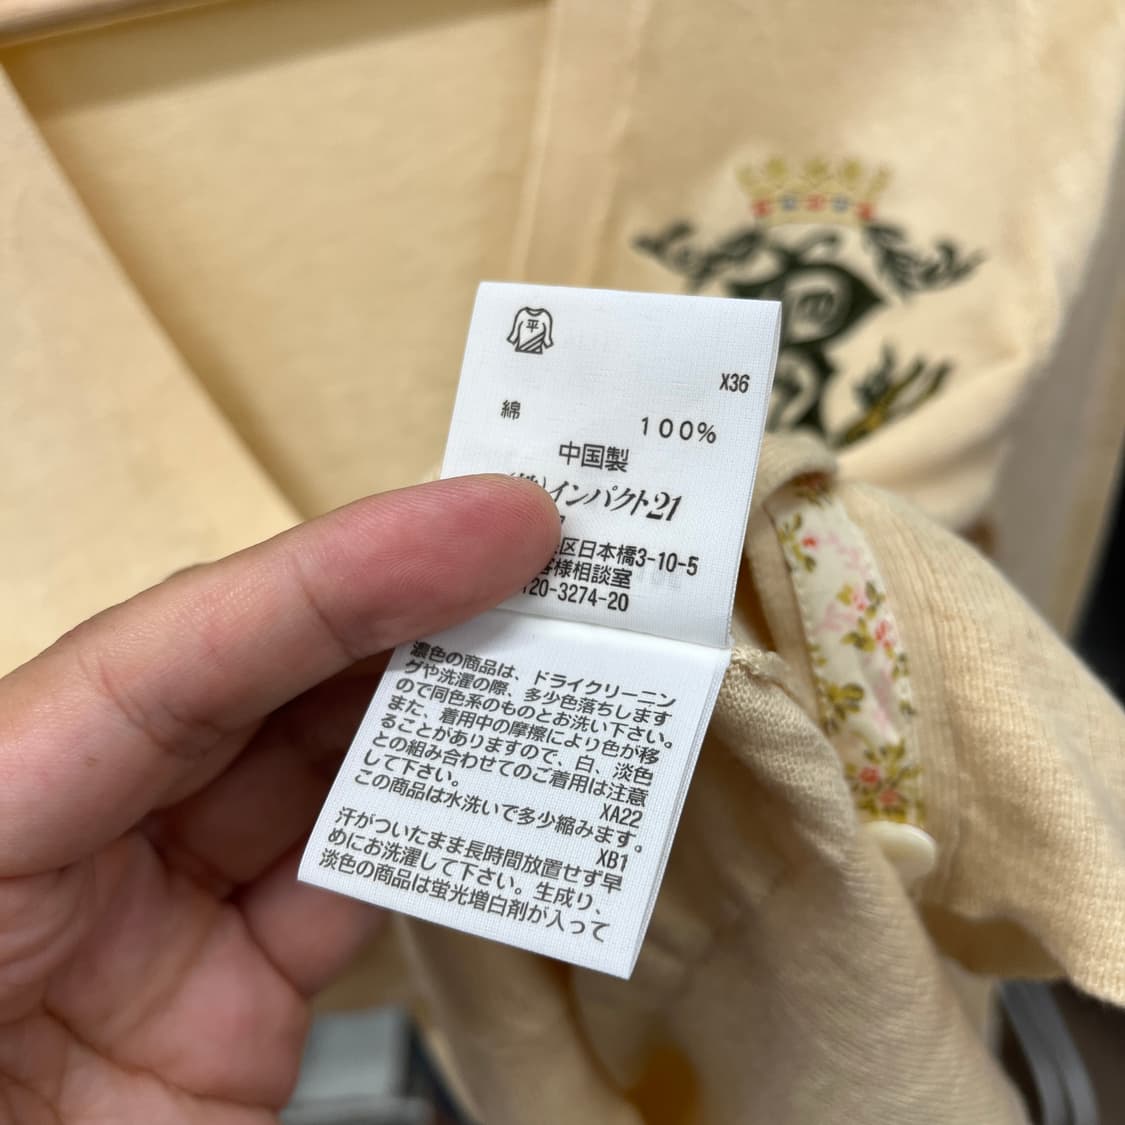 平
X36
綿 100%
中国製
インパクト21
区日本橋3-10-5
客様相談室
120-3274-20
濃色の商品は、ドライクリーニン
グや洗濯の際、多少色落ちします
ので同色系のものとお洗い下さい。
また、着用中の摩擦により色が移
ることがありますので、白、淡色
との組み合わせてのご着用は注意
して下さい。
XA22
この商品は水洗いで多少縮みます。
XB1
汗がついたまま長時間放置せず早
めにお洗濯して下さい。生成り、
淡色の商品は蛍光増白剤が入って